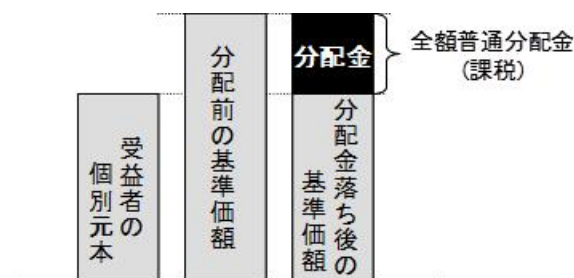 受益者の
個別元本
分配前の基準価額
分配金
分配金落ち後の
基準価額
全額普通分配金
(課税)